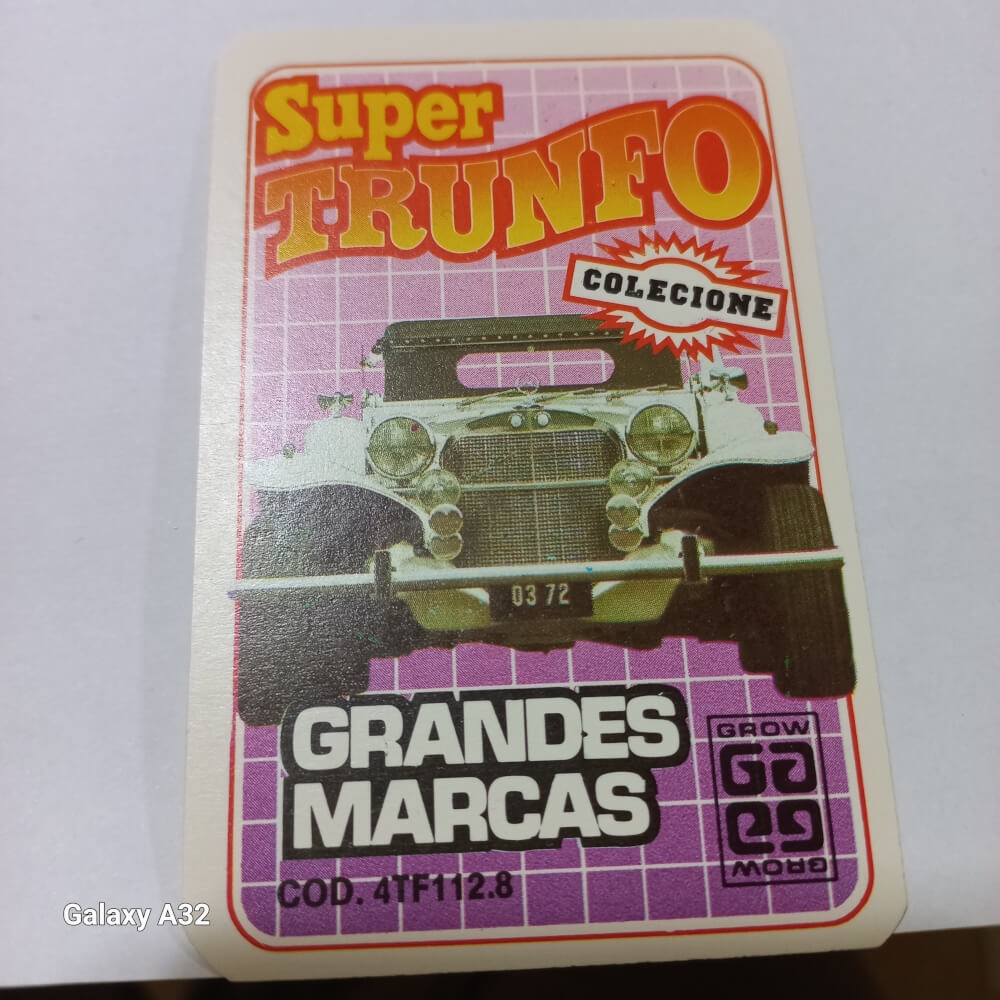 Super
TRUNFO
COLECIONE
03 72
GRANDES
MARCAS
GROW
GROW
COD. 4TF112.8
Galaxy A32